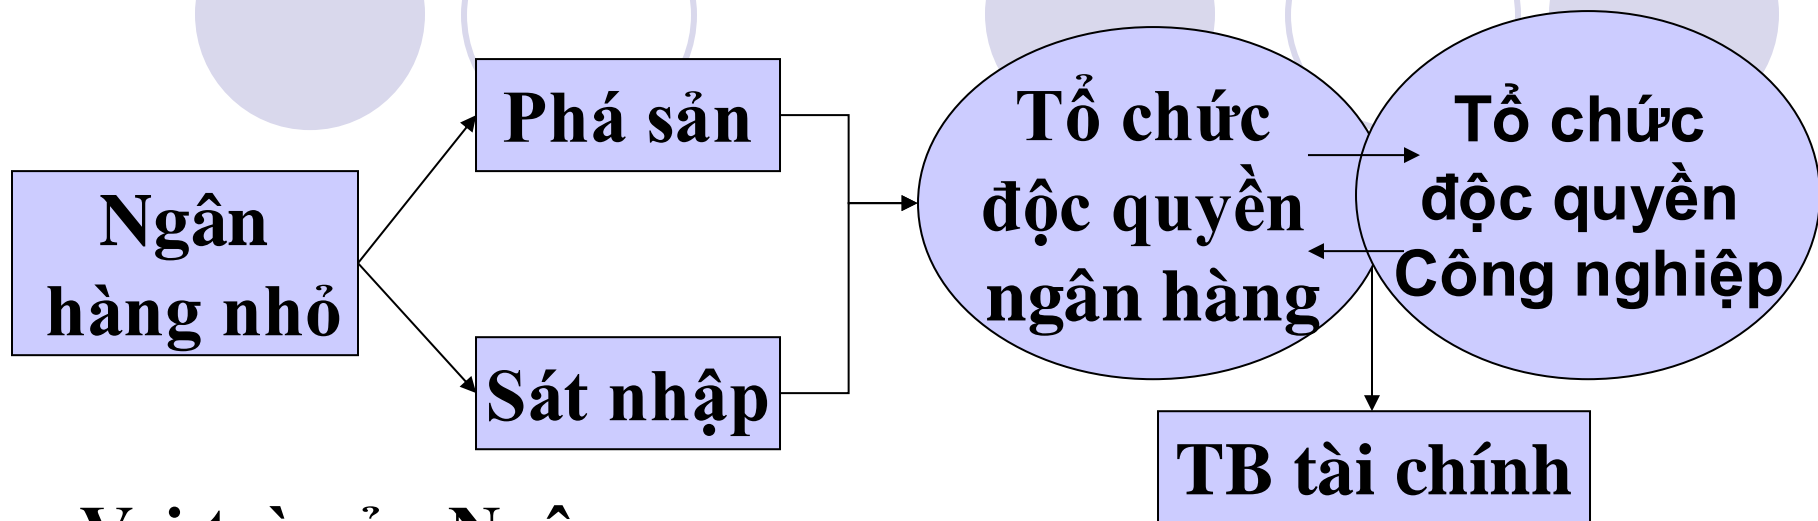 Ngân
hàng nhỏ
Phá sản
Sát nhập
Tổ chức
độc quyền
ngân hàng
Tổ chức
độc quyền
Công nghiệp
TB tài chính